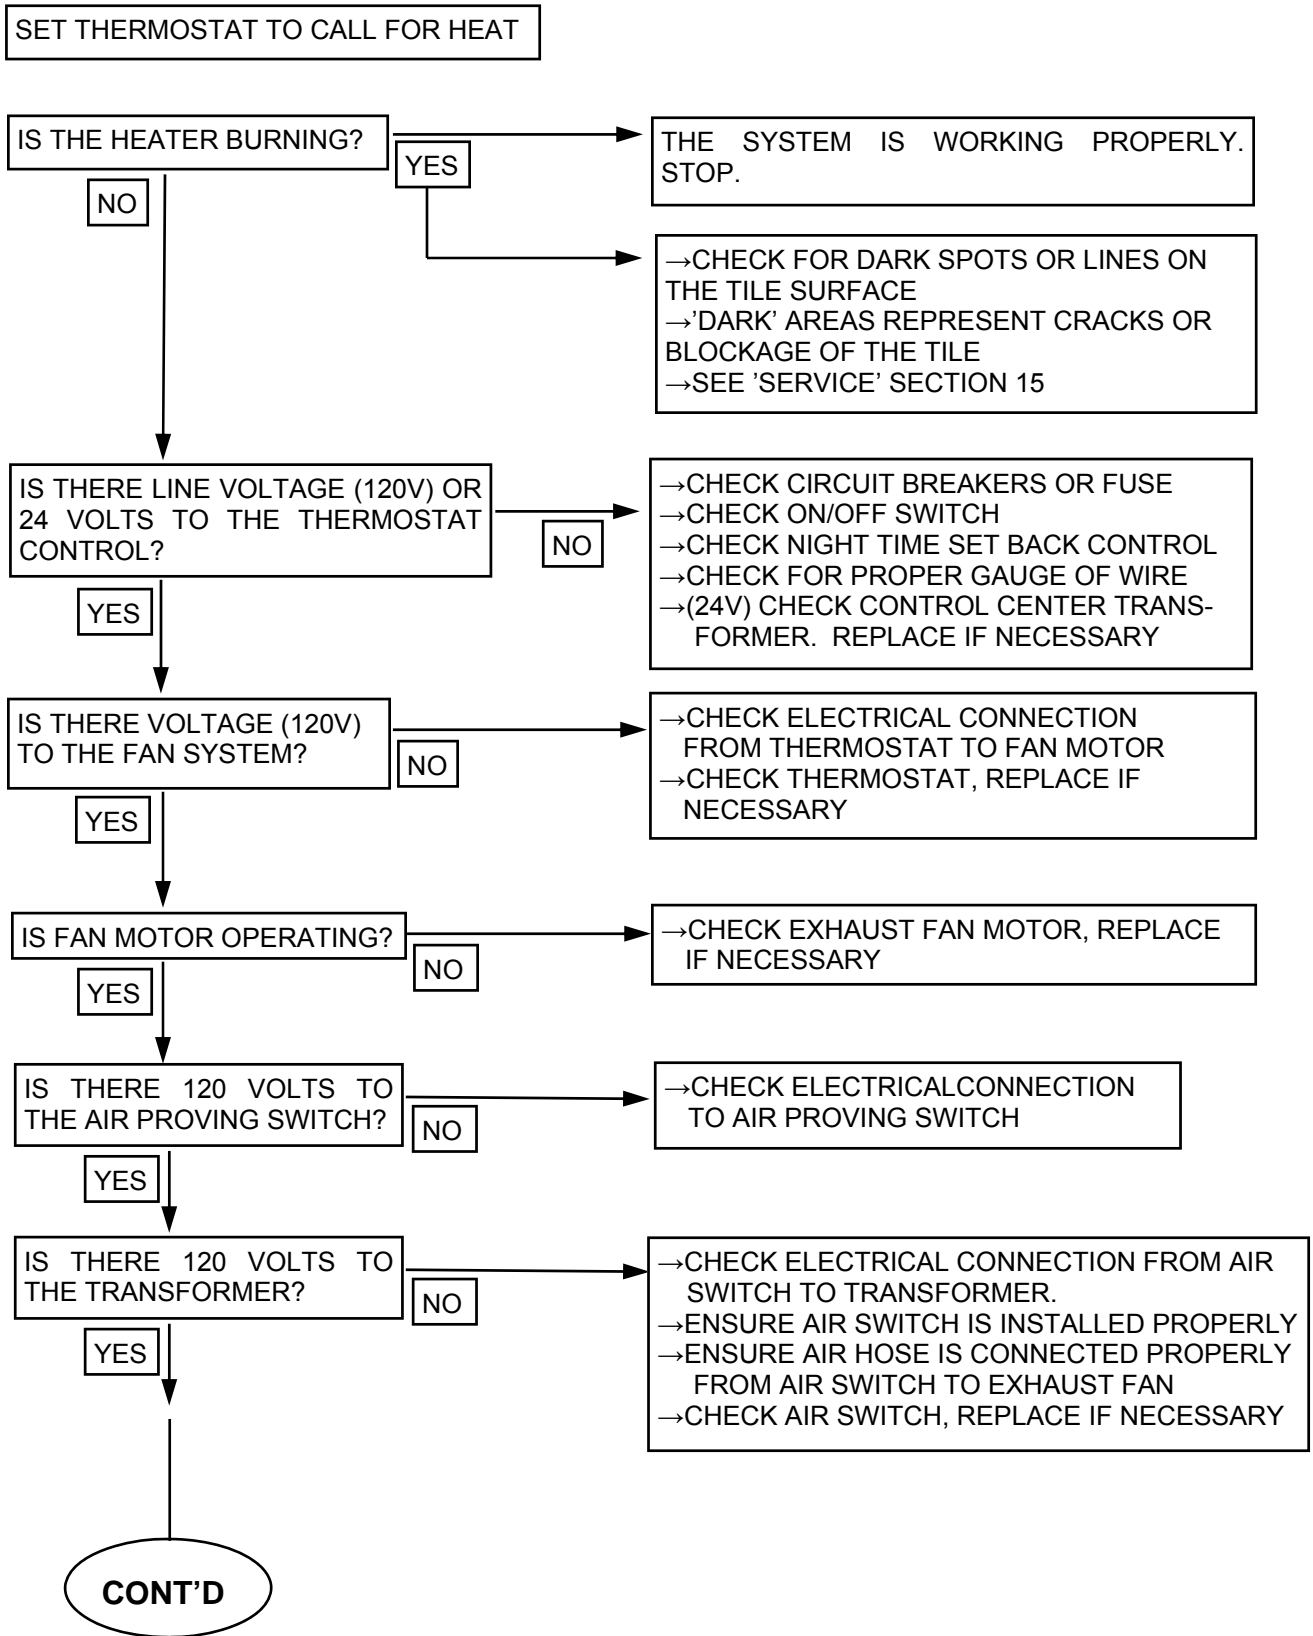 SET THERMOSTAT TO CALL FOR HEAT
IS THE HEATER BURNING?
YES
NO
THE SYSTEM IS WORKING PROPERLY.
STOP.
→CHECK FOR DARK SPOTS OR LINES ON
THE TILE SURFACE
→’DARK’ AREAS REPRESENT CRACKS OR
BLOCKAGE OF THE TILE
→SEE ’SERVICE’ SECTION 15
IS THERE LINE VOLTAGE (120V) OR
24 VOLTS TO THE THERMOSTAT
CONTROL?
NO
YES
→CHECK CIRCUIT BREAKERS OR FUSE
→CHECK ON/OFF SWITCH
→CHECK NIGHT TIME SET BACK CONTROL
→CHECK FOR PROPER GAUGE OF WIRE
→(24V) CHECK CONTROL CENTER TRANS-
FORMER. REPLACE IF NECESSARY
IS THERE VOLTAGE (120V)
TO THE FAN SYSTEM?
NO
YES
→CHECK ELECTRICAL CONNECTION
FROM THERMOSTAT TO FAN MOTOR
→CHECK THERMOSTAT, REPLACE IF
NECESSARY
IS FAN MOTOR OPERATING?
NO
YES
→CHECK EXHAUST FAN MOTOR, REPLACE
IF NECESSARY
IS THERE 120 VOLTS TO
THE AIR PROVING SWITCH?
NO
YES
→CHECK ELECTRICALCONNECTION
TO AIR PROVING SWITCH
IS THERE 120 VOLTS TO
THE TRANSFORMER?
NO
YES
→CHECK ELECTRICAL CONNECTION FROM AIR
SWITCH TO TRANSFORMER.
→ENSURE AIR SWITCH IS INSTALLED PROPERLY
→ENSURE AIR HOSE IS CONNECTED PROPERLY
FROM AIR SWITCH TO EXHAUST FAN
→CHECK AIR SWITCH, REPLACE IF NECESSARY
CONT’D